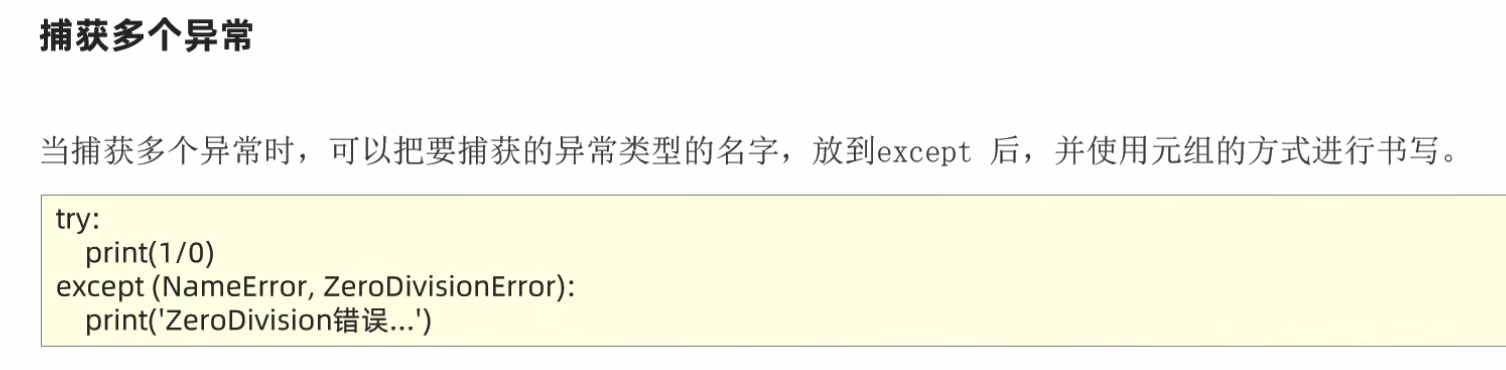 捕获多个异常
当捕获多个异常时，可以把要捕获的异常类型的名字，放到except 后，并使用元组的方式进行书写。
try:
    print(1/0)
except (NameError, ZeroDivisionError):
    print('ZeroDivision错误...')